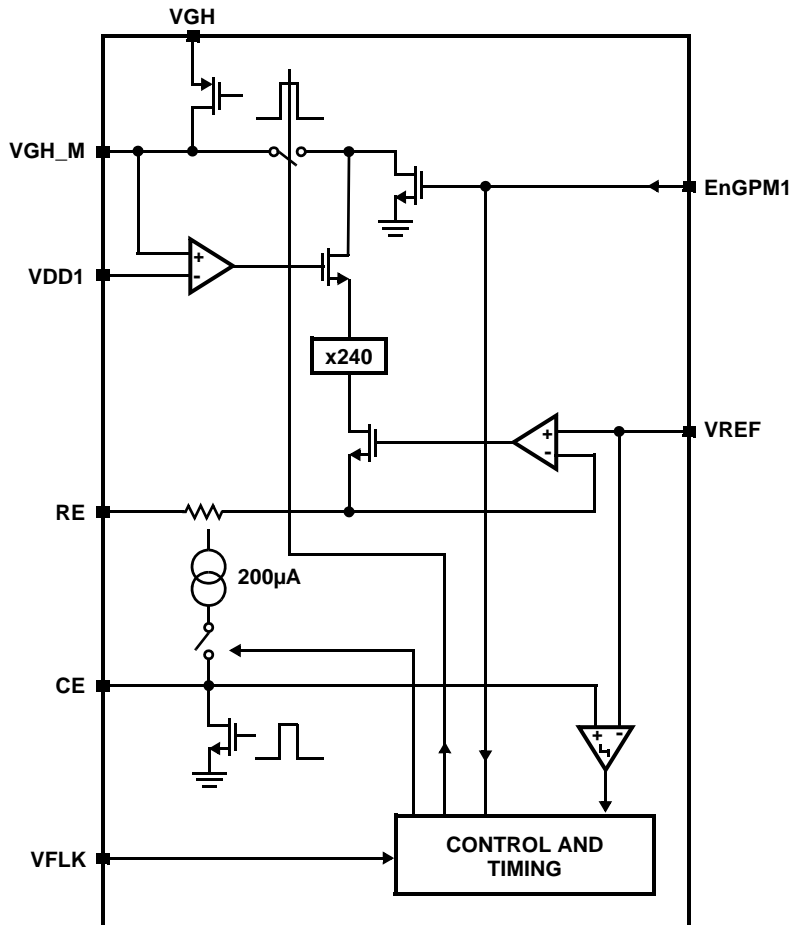 VGH
VGH_M
EnGPM1
VDD1
+
-
x240
+
-
VREF
RE
200µA
CE
+ -
CONTROL AND
TIMING
VFLK